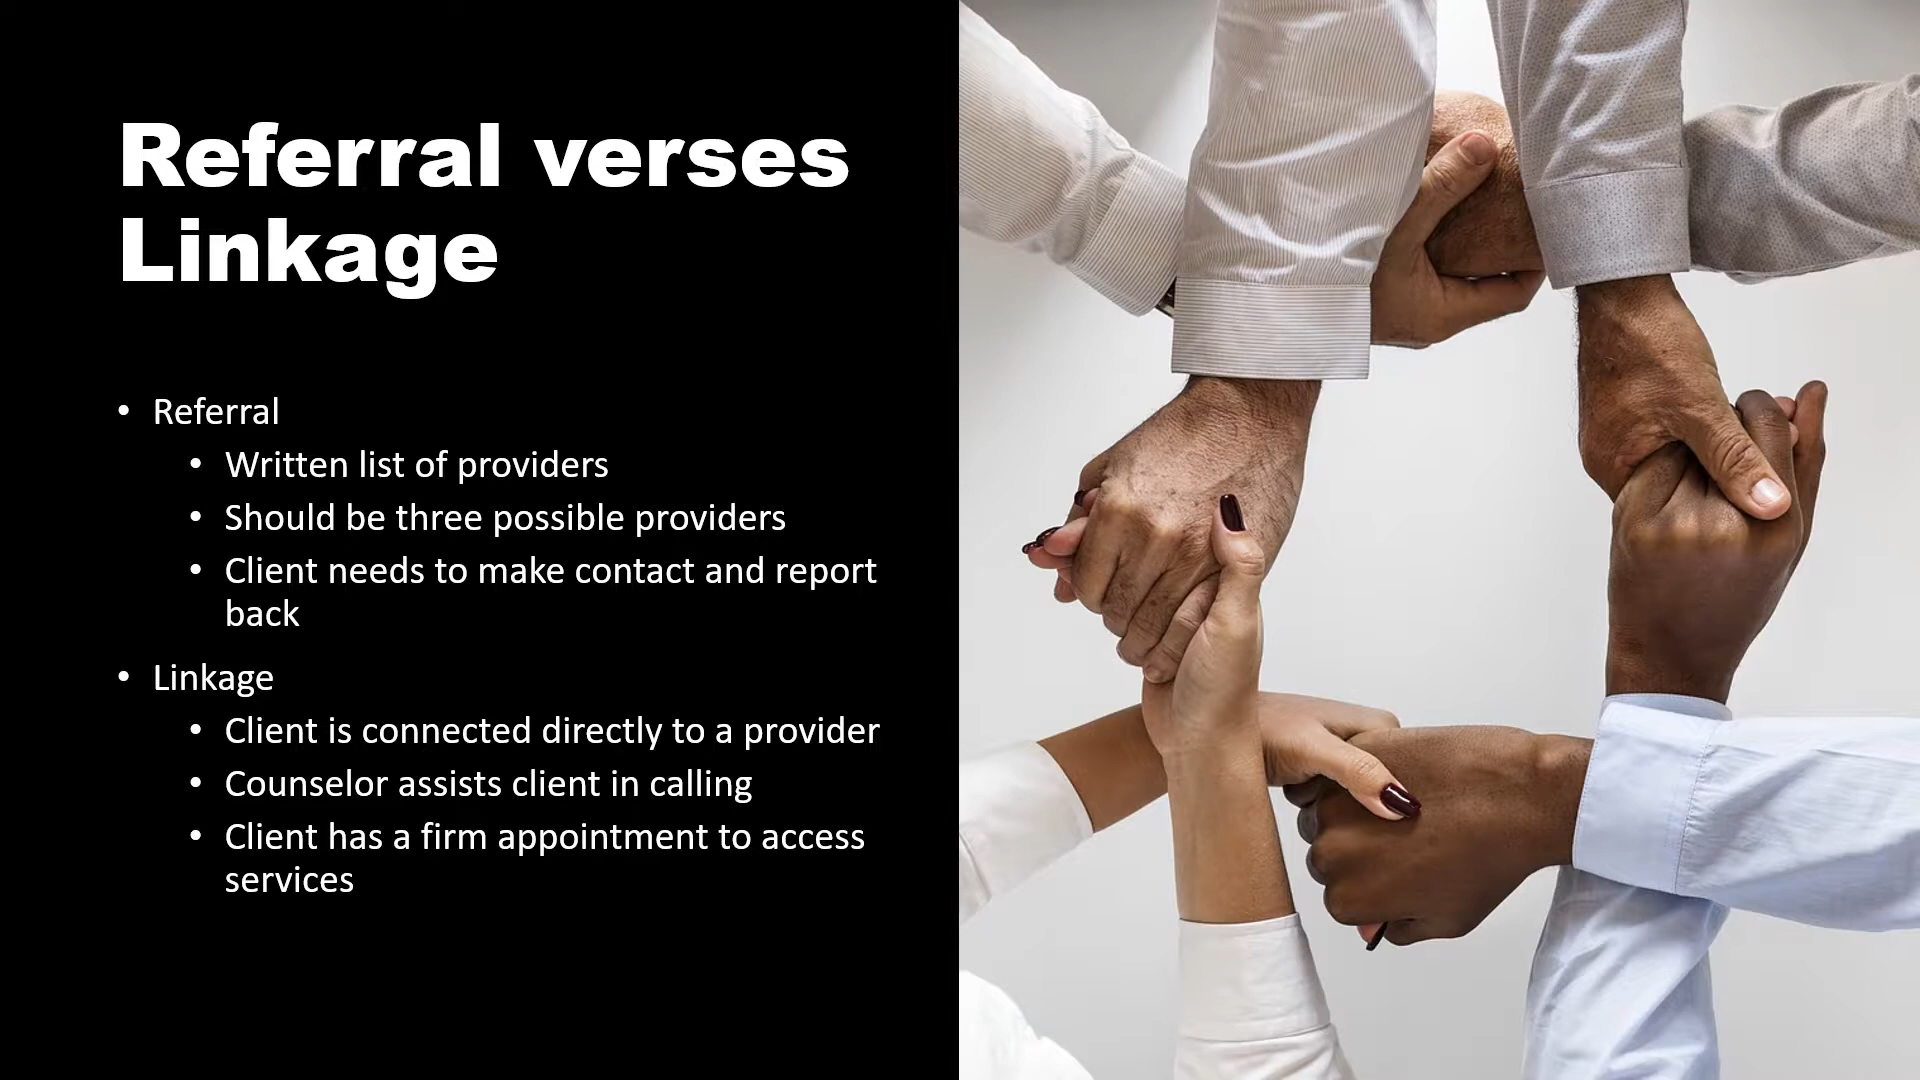 Referral verses
Linkage
• Referral
• Written list of providers
• Should be three possible providers
• Client needs to make contact and report
back
• Linkage
• Client is connected directly to a provider
• Counselor assists client in calling
• Client has a firm appointment to access
services